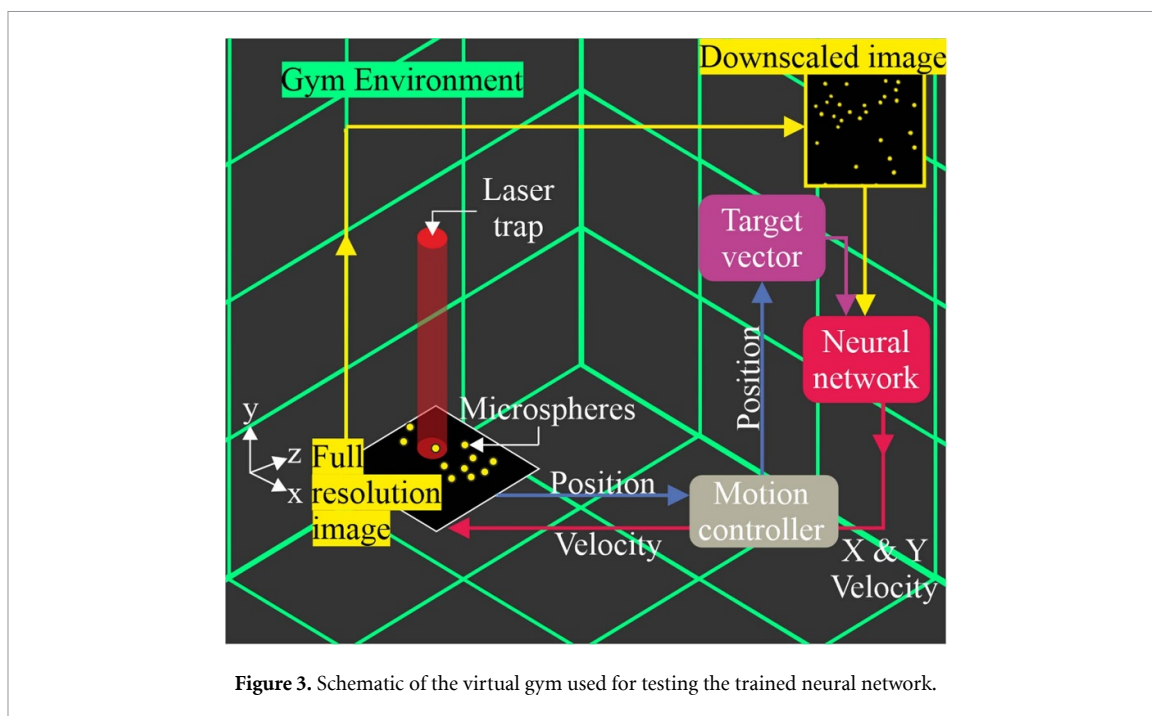 Downscaled image
Gym Environment
Laser
trap
Target
vector
Neural
network
Position
Microspheres
y
z
x
Full
resolution
image
Position
Motion
controller
Velocity
X & Y
Velocity
Figure 3. Schematic of the virtual gym used for testing the trained neural network.